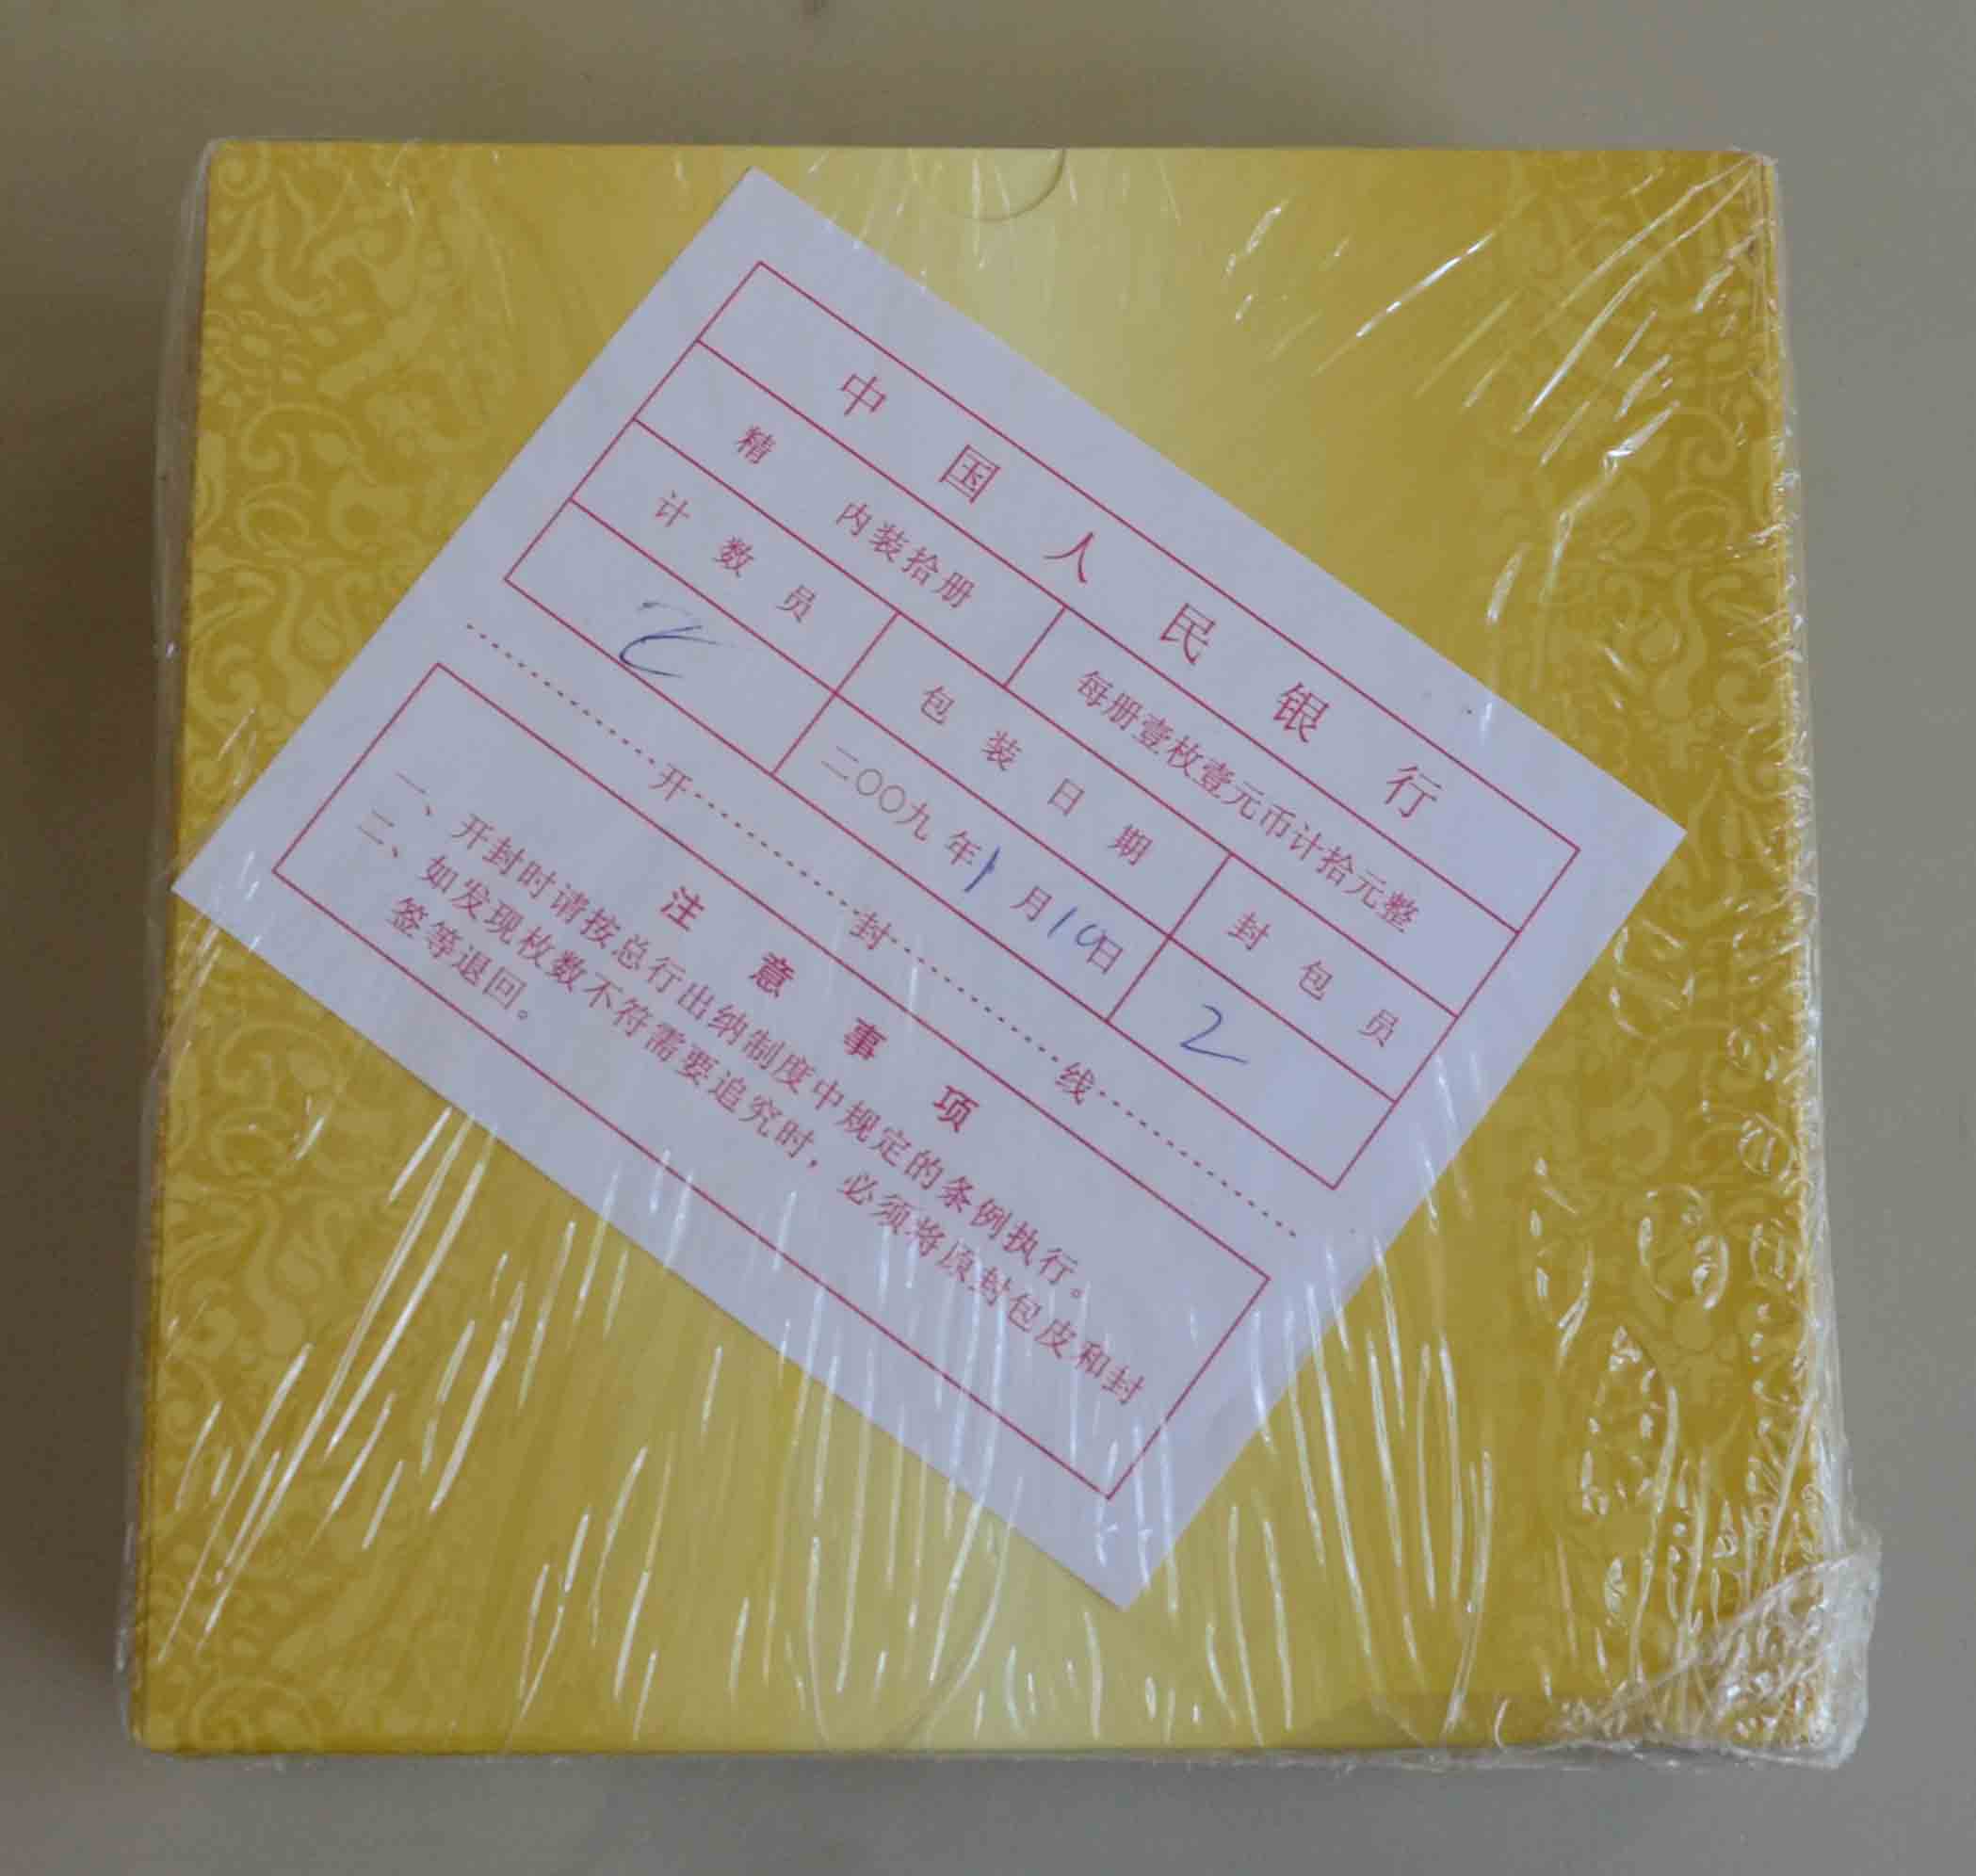 中国人民银行
精 内装拾册 每册壹枚壹元币计拾元整
计数员 包装日期 封包员
二〇〇九年1月10日 2
开封线
注意事项
一、开封时请按总行出纳制度中规定的条例执行。
二、如发现枚数不符需要追究时，必须将原封包皮和封
签等退回。